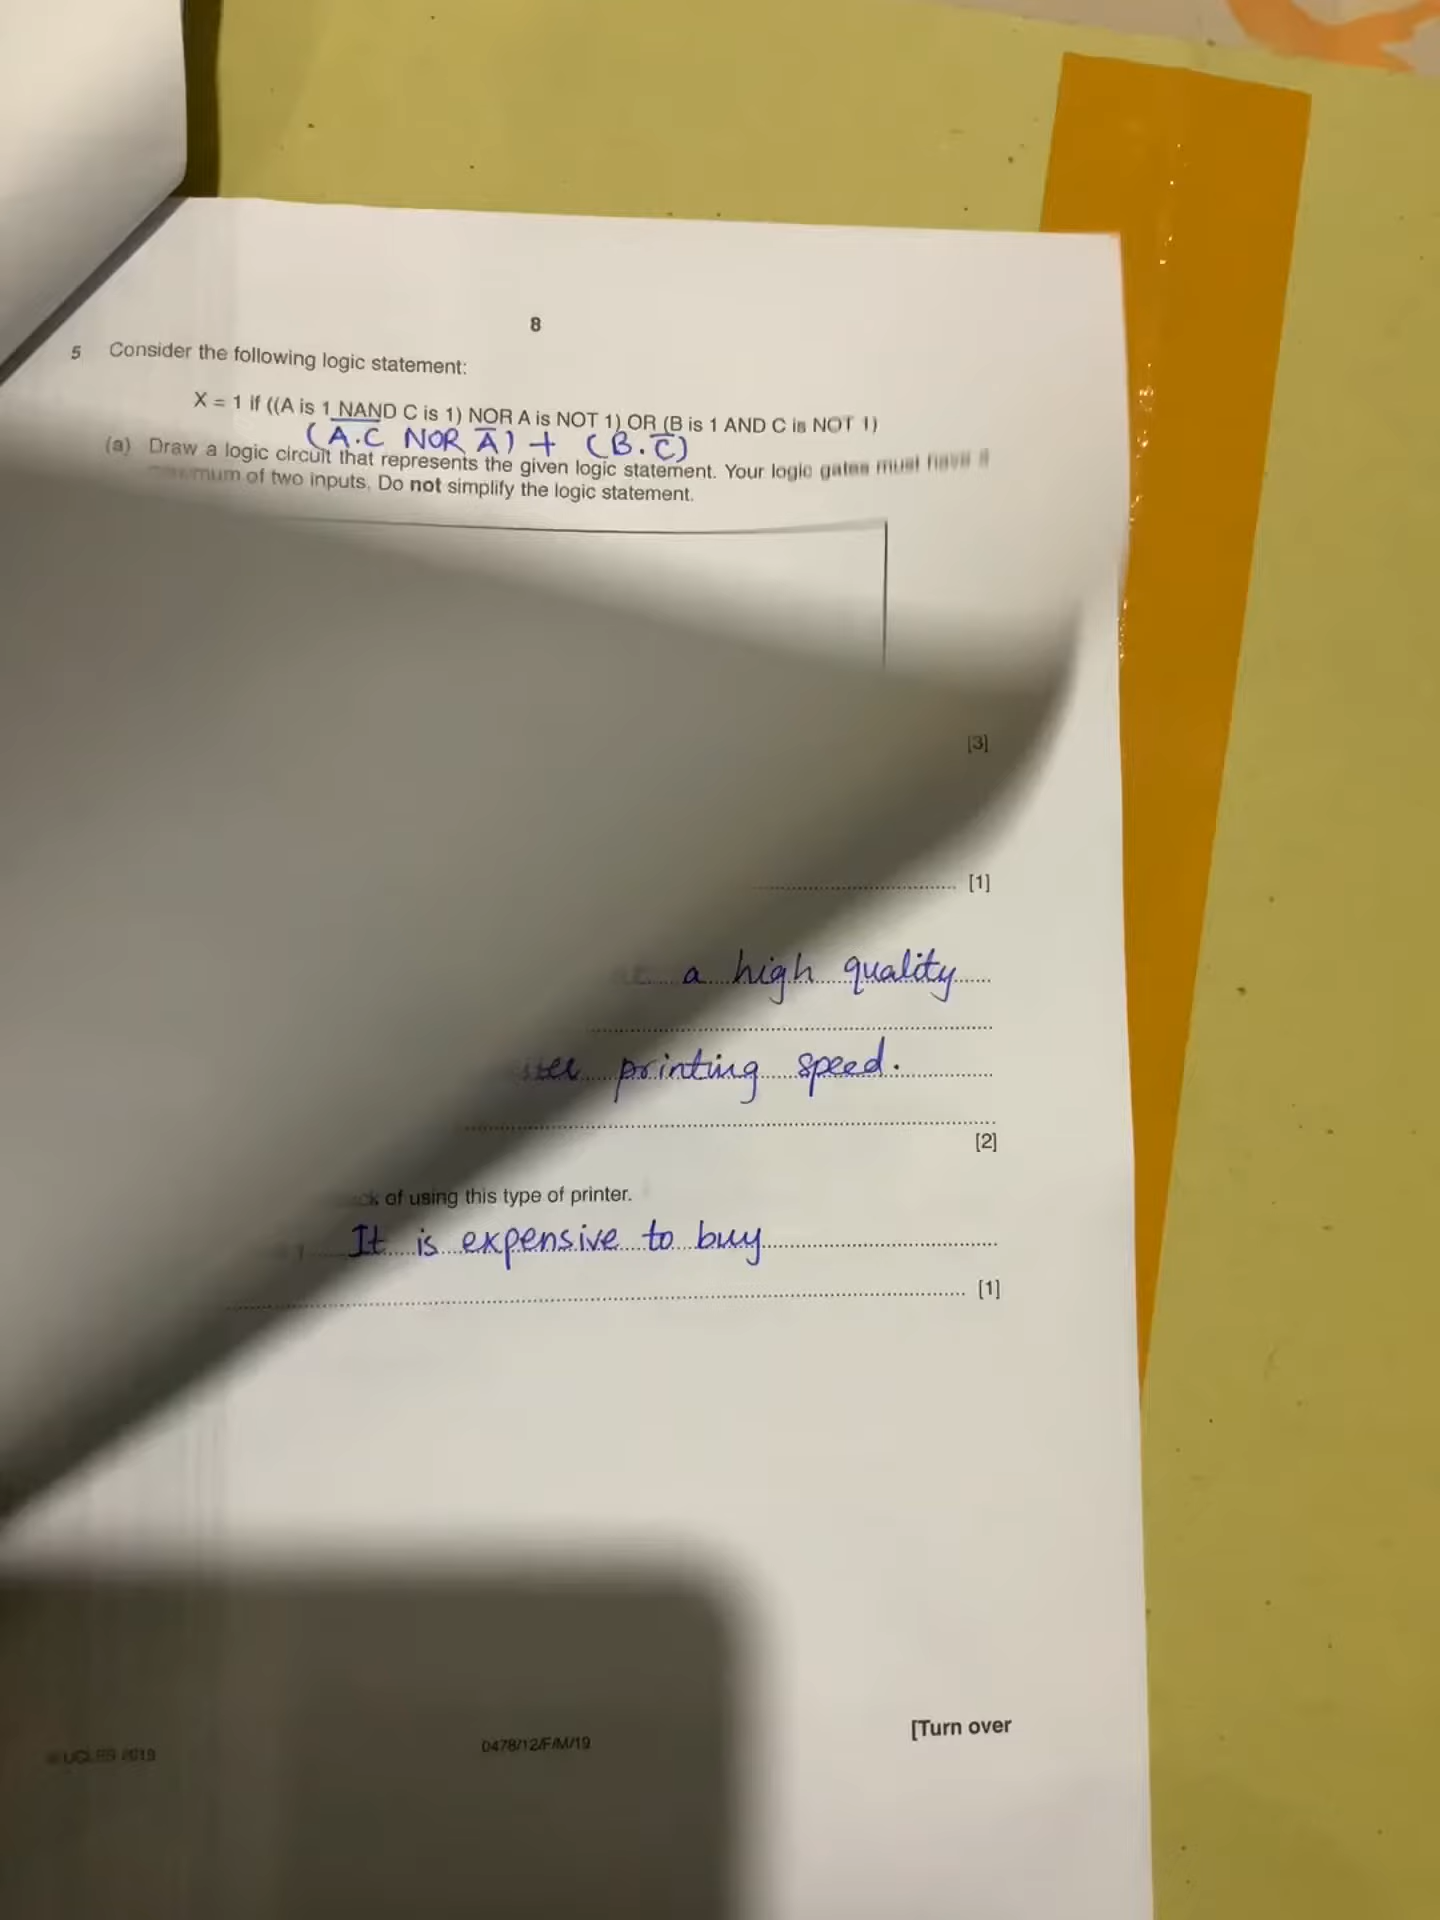 8
5 Consider the following logic statement:
X = 1 if ((A is 1 NAND C is 1) NOR A is NOT 1) OR (B is 1 AND C is NOT 1)
(A̅.̅C̅ NOR A̅) + (B.C̅)
(a) Draw a logic circuit that represents the given logic statement. Your logic gates must have a
of two inputs. Do not simplify the logic statement.
[3]
[1]
a high quality
printing speed.
[2]
of using this type of printer.
It is expensive to buy
[1]
[Turn over
© UCLES 2019
0478/12/F/M/19